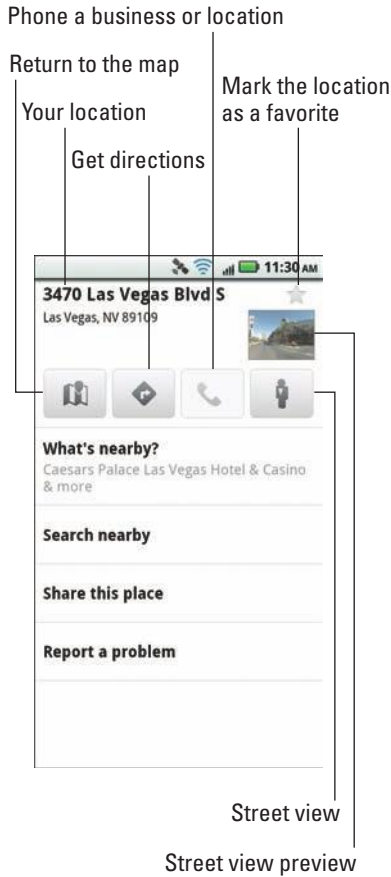 Phone a business or location
Return to the map
Mark the location
as a favorite
Your location
Get directions
11:30 AM
3470 Las Vegas Blvd S
Las Vegas, NV 89109
What's nearby?
Caesars Palace Las Vegas Hotel & Casino
& more
Search nearby
Share this place
Report a problem
Street view
Street view preview